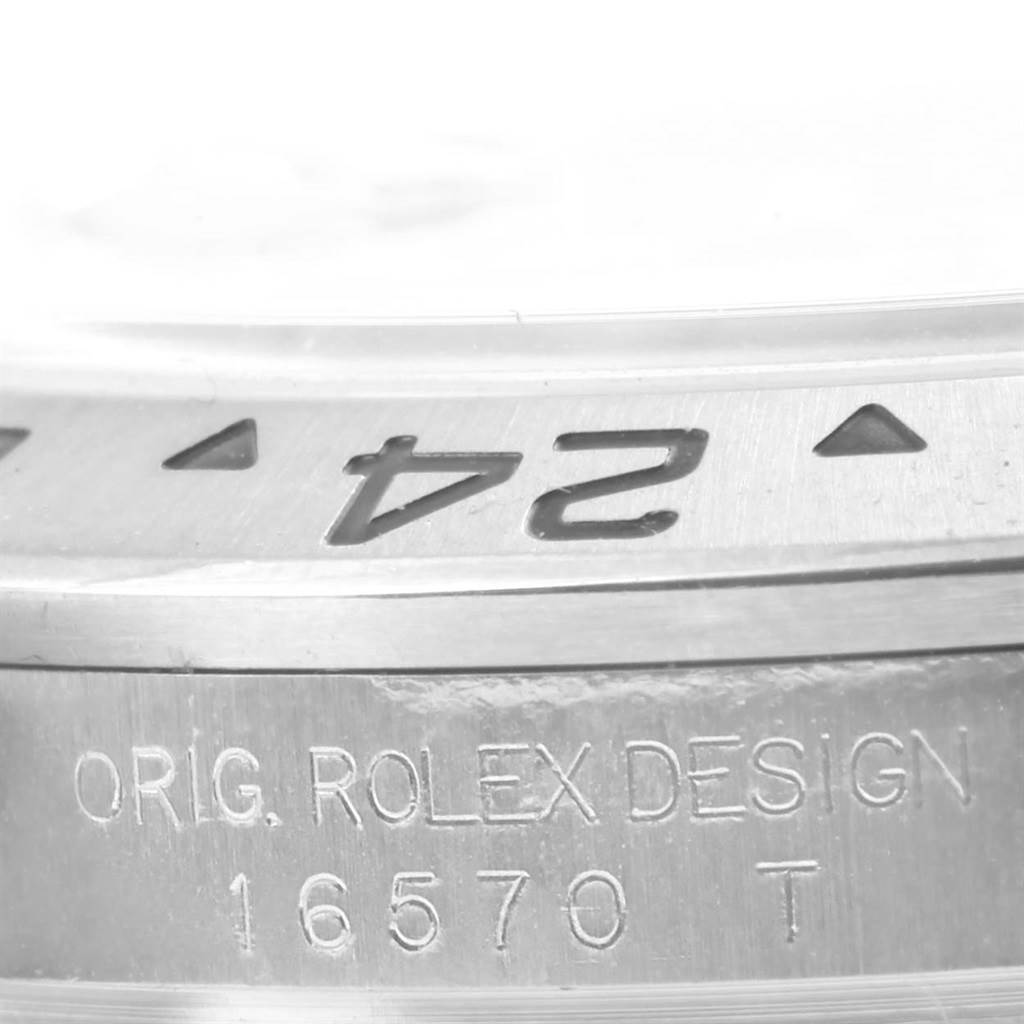 24
ORIG. ROLEX DESIGN
16570 T